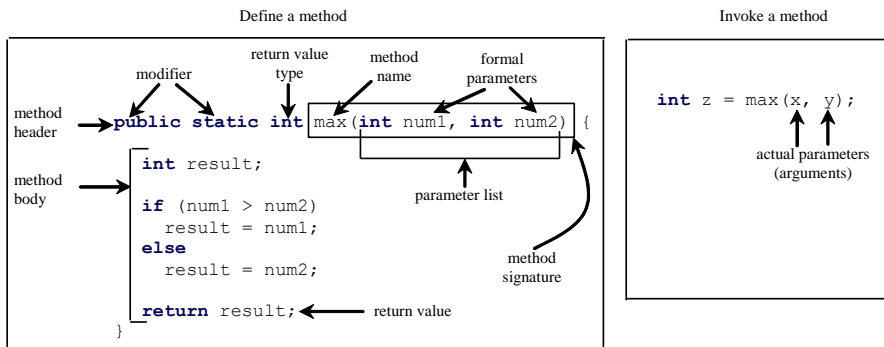 Define a method
Invoke a method
modifier
return value
type
method
name
formal
parameters
method
header
public static int max(int num1, int num2) {
int result;
method
body
parameter list
if (num1 > num2)
result = num1;
else
result = num2;
method
signature
return result;
return value
}
int z = max(x, y);
actual parameters
(arguments)